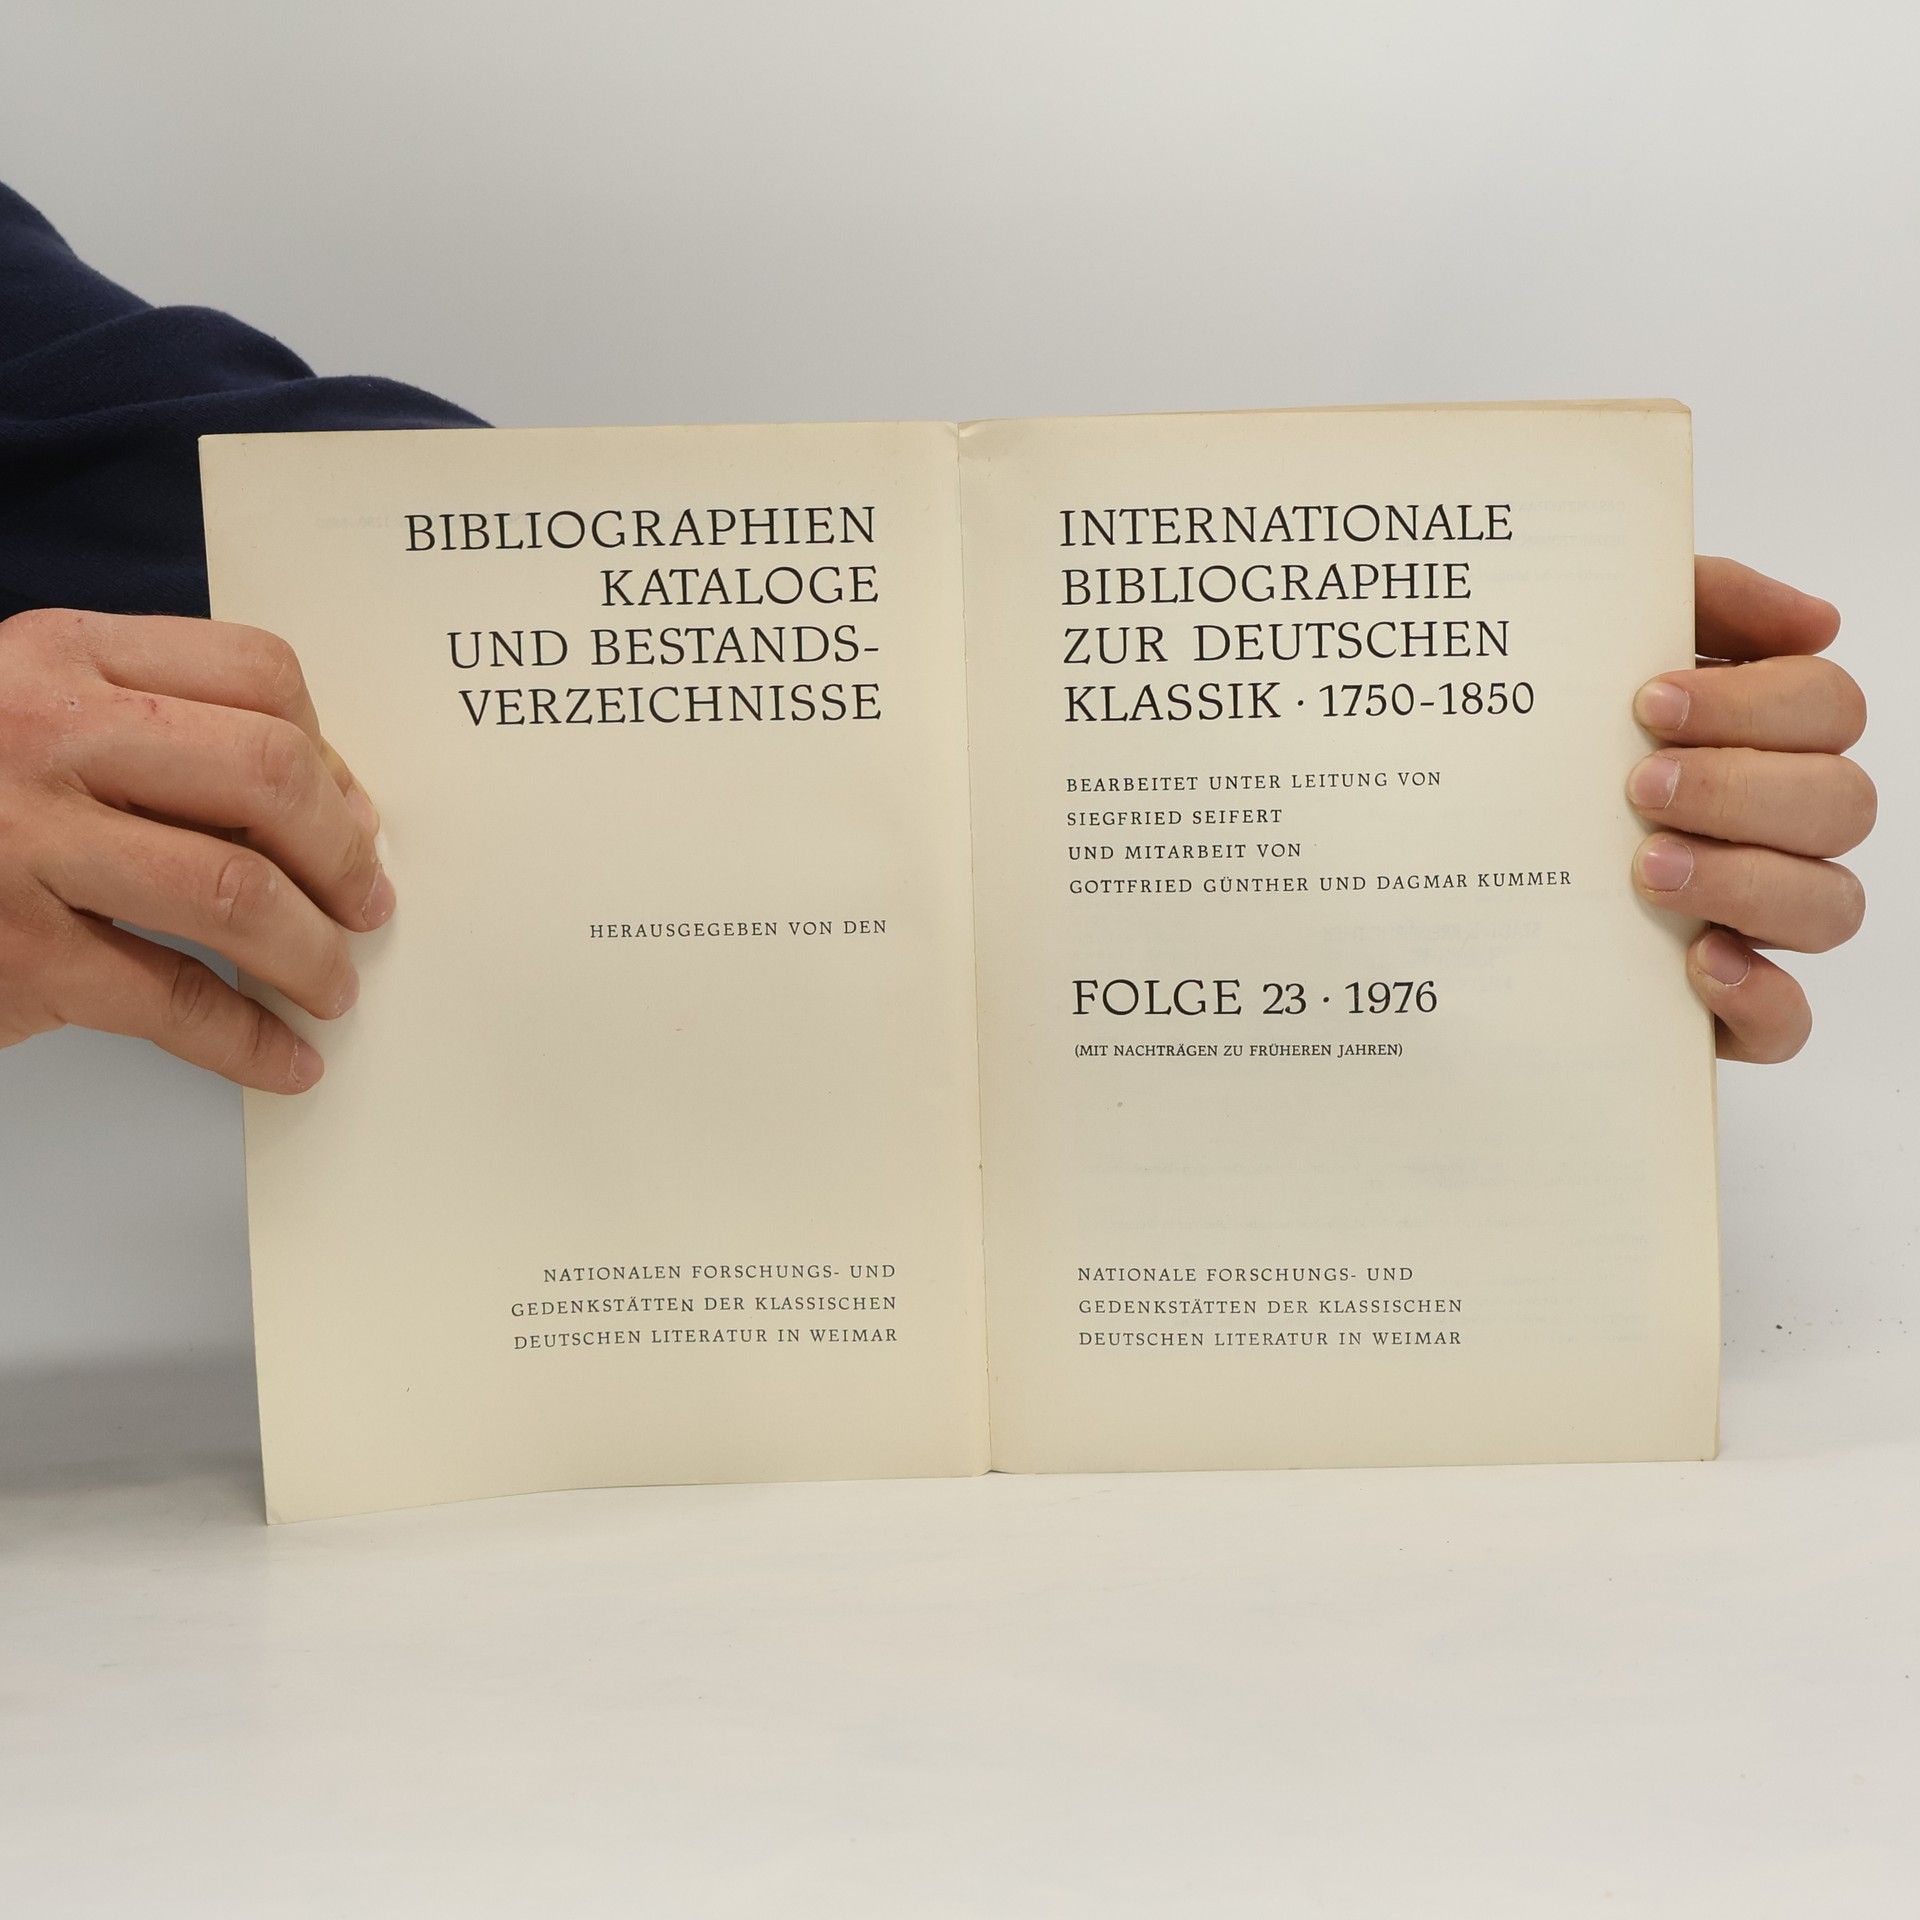 BIBLIOGRAPHIEN
KATALOGE
UND BESTANDS-
VERZEICHNISSE
HERAUSGEGEBEN VON DEN
NATIONALEN FORSCHUNGS- UND
GEDENKSTÄTTEN DER KLASSISCHEN
DEUTSCHEN LITERATUR IN WEIMAR
INTERNATIONALE
BIBLIOGRAPHIE
ZUR DEUTSCHEN
KLASSIK · 1750-1850
BEARBEITET UNTER LEITUNG VON
SIEGFRIED SEIFERT
UND MITARBEIT VON
GOTTFRIED GÜNTHER UND DAGMAR KUMMER
FOLGE 23 · 1976
(MIT NACHTRÄGEN ZU FRÜHEREN JAHREN)
NATIONALE FORSCHUNGS- UND
GEDENKSTÄTTEN DER KLASSISCHEN
DEUTSCHEN LITERATUR IN WEIMAR